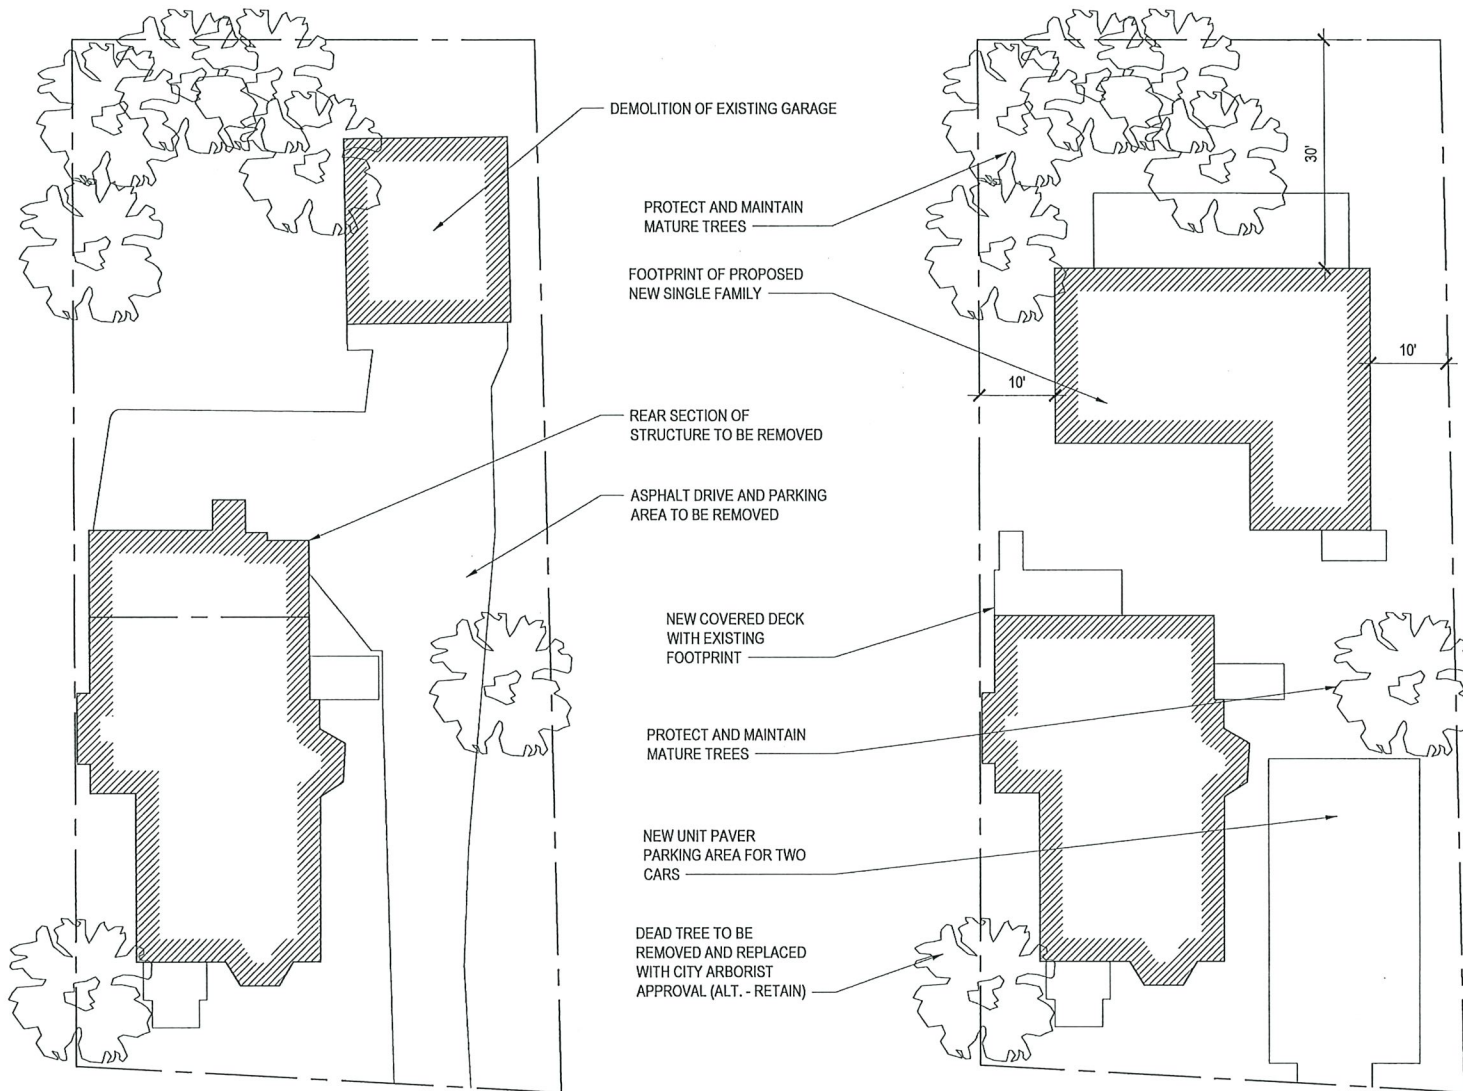 DEMOLITION OF EXISTING GARAGE
PROTECT AND MAINTAIN
MATURE TREES
FOOTPRINT OF PROPOSED
NEW SINGLE FAMILY
30'
10'
10'
REAR SECTION OF
STRUCTURE TO BE REMOVED
ASPHALT DRIVE AND PARKING
AREA TO BE REMOVED
NEW COVERED DECK
WITH EXISTING
FOOTPRINT
PROTECT AND MAINTAIN
MATURE TREES
NEW UNIT PAVER
PARKING AREA FOR TWO
CARS
DEAD TREE TO BE
REMOVED AND REPLACED
WITH CITY ARBORIST
APPROVAL (ALT. - RETAIN)